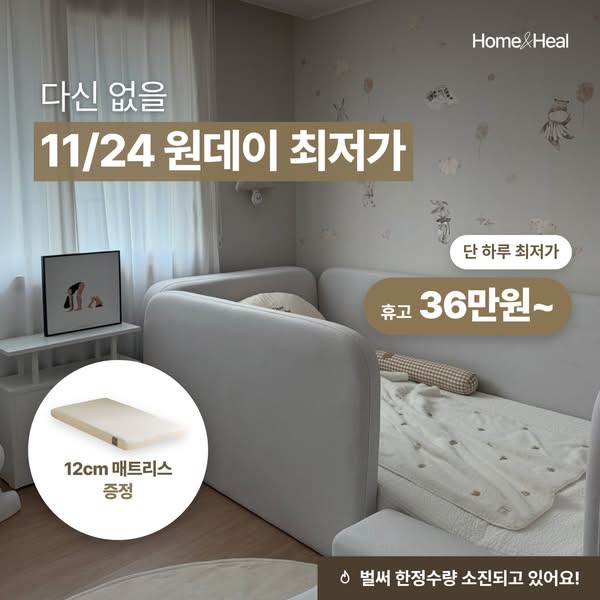 Home&Heal
다신 없을
11/24 원데이 최저가
단 하루 최저가
휴고 36만원~
12cm 매트리스
증정
벌써 한정수량 소진되고 있어요!